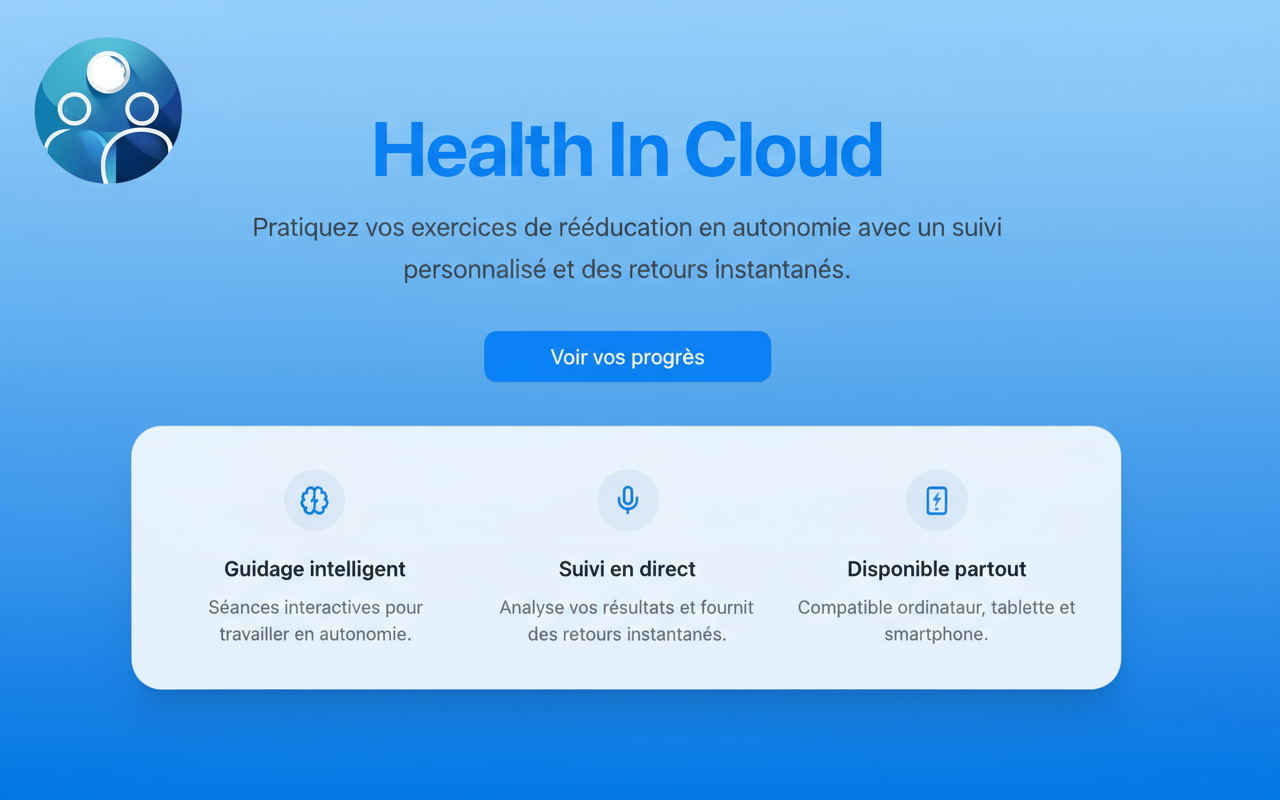 Health In Cloud
Pratiquez vos exercices de rééducation en autonomie avec un suivi
personnalisé et des retours instantanés.
Voir vos progrès
Guidage intelligent
Séances interactives pour
travailler en autonomie.
Suivi en direct
Analyse vos résultats et fournit
des retours instantanés.
Disponible partout
Compatible ordinataur, tablette et
smartphone.